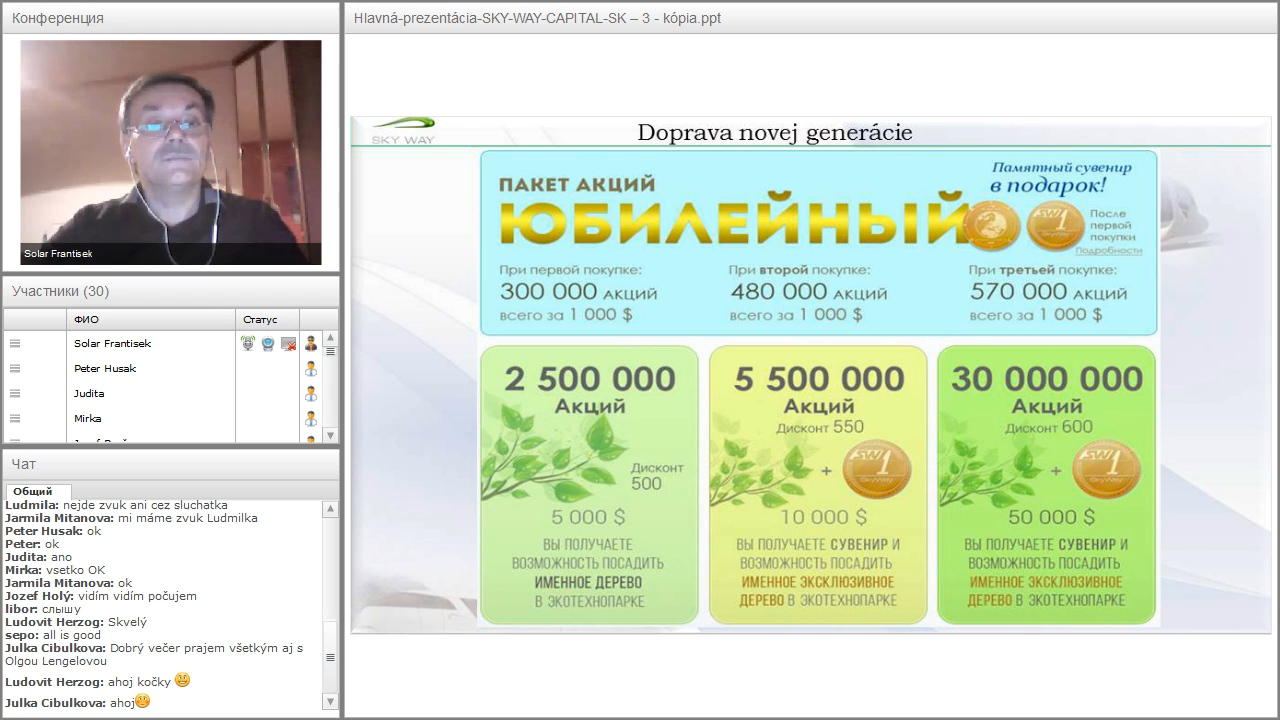 Конференция
Solar Frantisek
Участники (30)
ФИО
Статус
Solar Frantisek
Peter Husak
Judita
Mirka
Чат
Общий
Ludmila: nejde zvuk ani cez sluchatka
Jarmila Mitanova: mi máme zvuk Ludmilka
Peter Husak: ok
Peter: ok
Judita: ano
Mirka: vsetko OK
Jarmila Mitanova: ok
Jozef Holý: vidím vidím počujem
libor: слышу
Ludovit Herzog: Skvelý
sepo: all is good
Julka Cibulkova: Dobrý večer prajem všetkým aj s
Olgou Lengelovou
Ludovit Herzog: ahoj kočky
Julka Cibulkova: ahoj
Hlavná-prezentácia-SKY-WAY-CAPITAL-SK – 3 - kópia.ppt
SKY WAY
Doprava novej generácie
ПАКЕТ АКЦИЙ
ЮБИЛЕЙНЫЙ
Памятный сувенир
в подарок!
SW1
SkyWay
После
первой
покупки
Подробности
При первой покупке:
300 000 АКЦИЙ
всего за 1 000 $
При второй покупке:
480 000 АКЦИЙ
всего за 1 000 $
При третьей покупке:
570 000 АКЦИЙ
всего за 1 000 $
2 500 000
Акций
Дисконт
500
5 000 $
ВЫ ПОЛУЧАЕТЕ
ВОЗМОЖНОСТЬ ПОСАДИТЬ
ИМЕННОЕ ДЕРЕВО
В ЭКОТЕХНОПАРКЕ
5 500 000
Акций
Дисконт 550
+
SW1
SkyWay
10 000 $
ВЫ ПОЛУЧАЕТЕ СУВЕНИР И
ВОЗМОЖНОСТЬ ПОСАДИТЬ
ИМЕННОЕ ЭКСКЛЮЗИВНОЕ
ДЕРЕВО В ЭКОТЕХНОПАРКЕ
30 000 000
Акций
Дисконт 600
+
SW1
SkyWay
50 000 $
ВЫ ПОЛУЧАЕТЕ СУВЕНИР И
ВОЗМОЖНОСТЬ ПОСАДИТЬ
ИМЕННОЕ ЭКСКЛЮЗИВНОЕ
ДЕРЕВО В ЭКОТЕХНОПАРКЕ